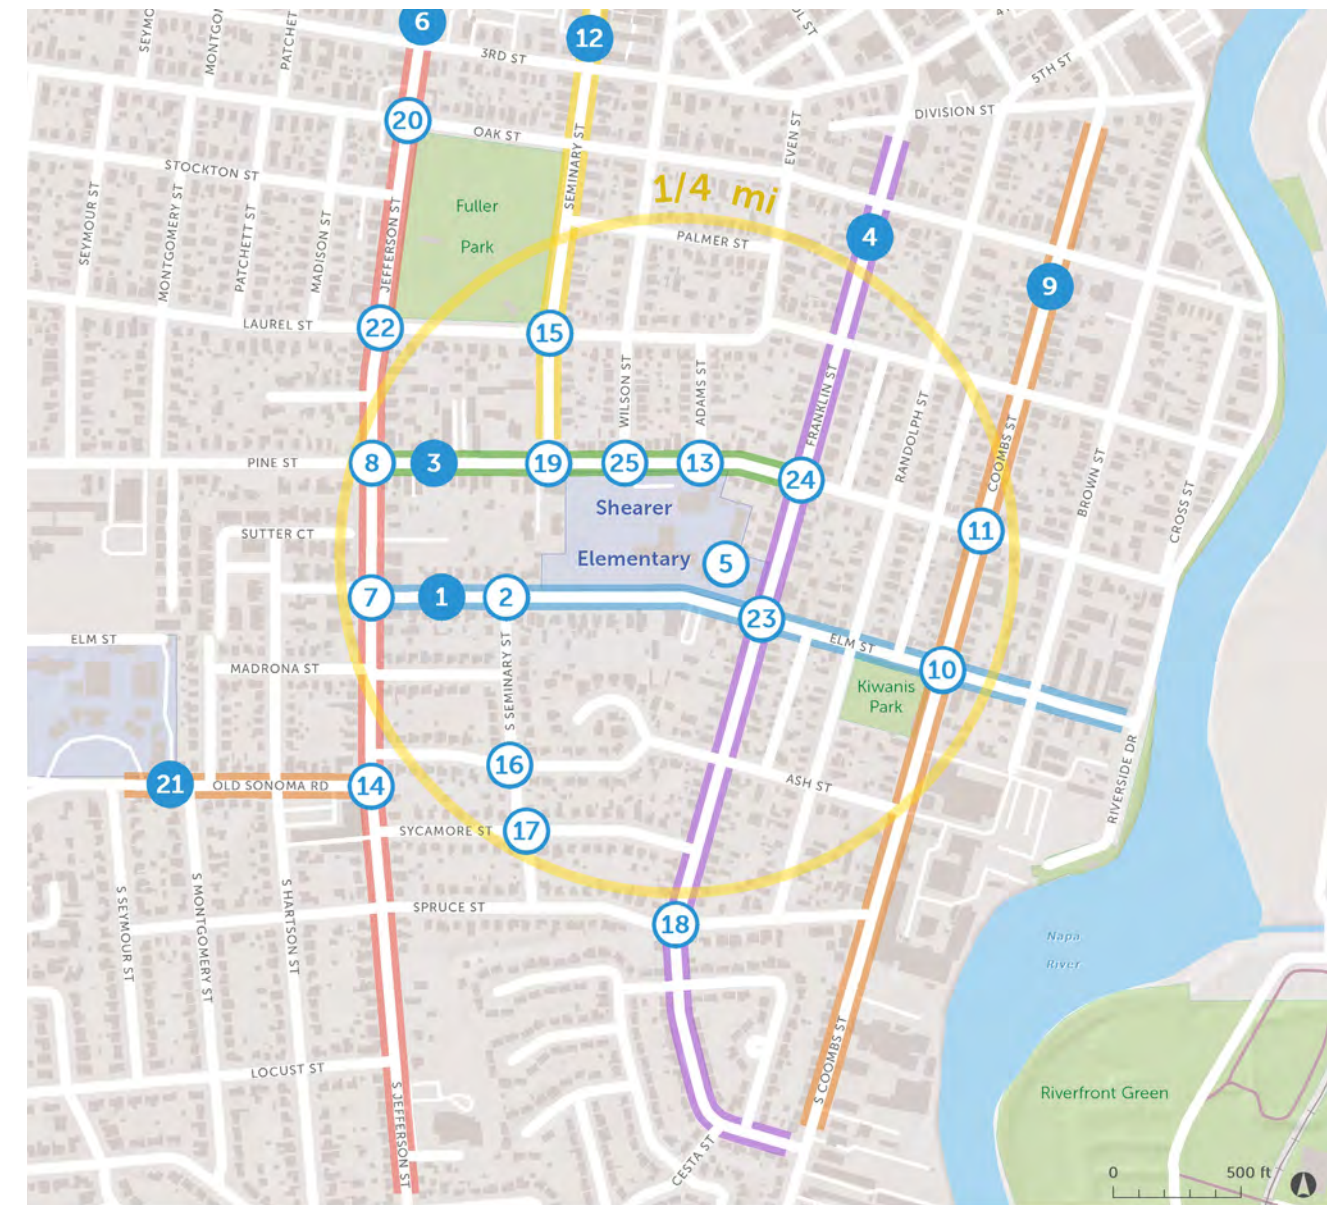 6
12
SEYMO
MONTGOM
PATCHET
OL ST
4
3RD ST
5TH ST
20
OAK ST
SEMINARY ST
EVEN ST
DIVISION ST
STOCKTON ST
1/4 mi
SEYMOUR ST
MONTGOMERY ST
PATCHETT ST
MADISON ST
JEFFERSON ST
Fuller
Park
PALMER ST
4
9
LAUREL ST
22
15
WILSON ST
ADAMS ST
FRANKLIN ST
RANDOLPH ST
COOMBS ST
BROWN ST
CROSS ST
PINE ST
8
3
19
25
13
24
Shearer
Elementary
5
11
SUTTER CT
7
1
2
23
ELM ST
ELM ST
10
MADRONA ST
S SEMINARY ST
Kiwanis
Park
16
ASH ST
RIVERSIDE DR
21
OLD SONOMA RD
14
SYCAMORE ST
17
S SEYMOUR ST
S MONTGOMERY ST
S HARTSON ST
SPRUCE ST
18
Napa
River
LOCUST ST
S JEFFERSON ST
S COOMBS ST
CESTA ST
Riverfront Green
0
500 ft